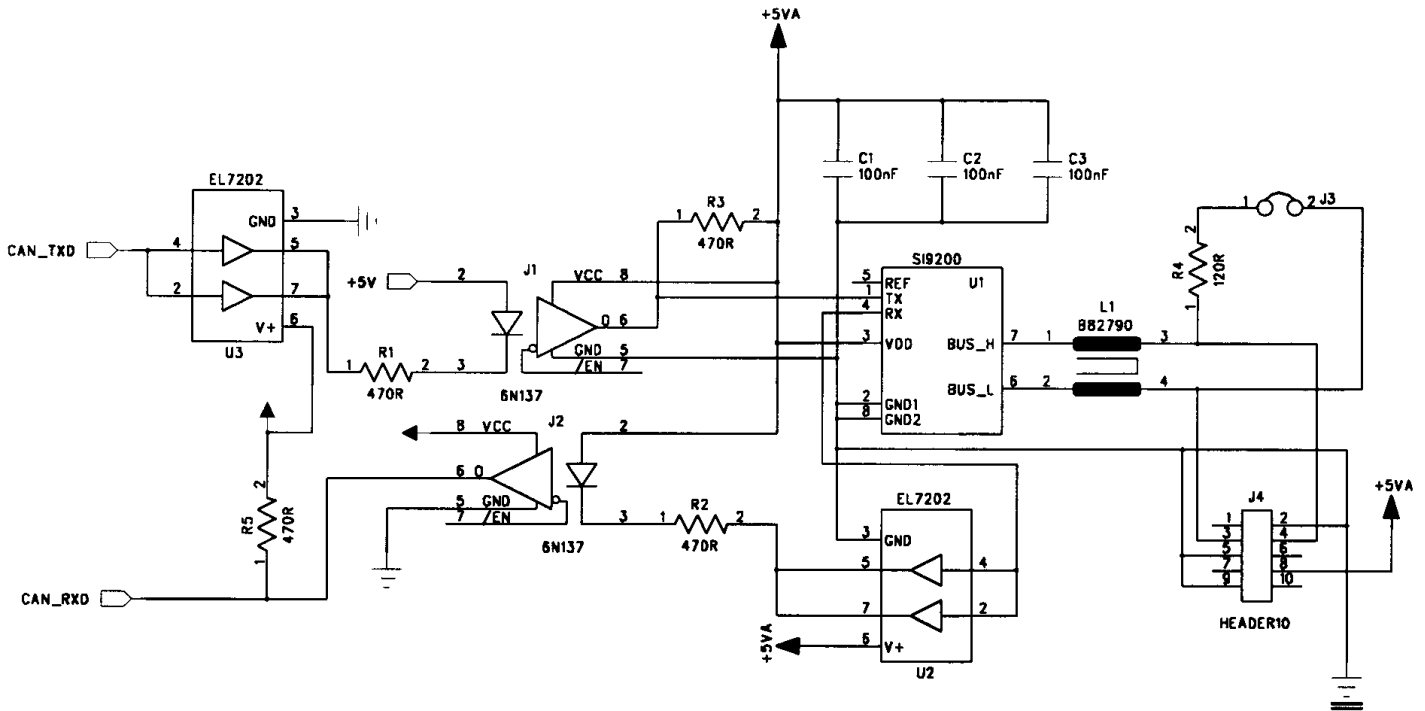 +5VA
C1
100nF
C2
100nF
C3
100nF
EL7202
GND 3
CAN_TXD
4
5
2
7
V+
6
U3
1
R3
2
470R
+5V
2
J1
VCC 8
O 6
GND 5
/EN 7
6N137
1
R1
2
3
470R
SI9200
U1
5 REF
1 TX
4 RX
3 VDD
2 GND1
8 GND2
BUS_H 7
BUS_L 6
L1
B82790
1
3
2
4
1
2
J3
2
R4
120R
1
8 VCC
J2
6 O
5 GND
7 /EN
6N137
2
3
1
R2
2
470R
2
R5
470R
1
CAN_RXD
EL7202
3 GND
5
4
7
2
6 V+
U2
+5VA
J4
1
2
3
4
5
6
7
8
9
10
HEADER10
+5VA